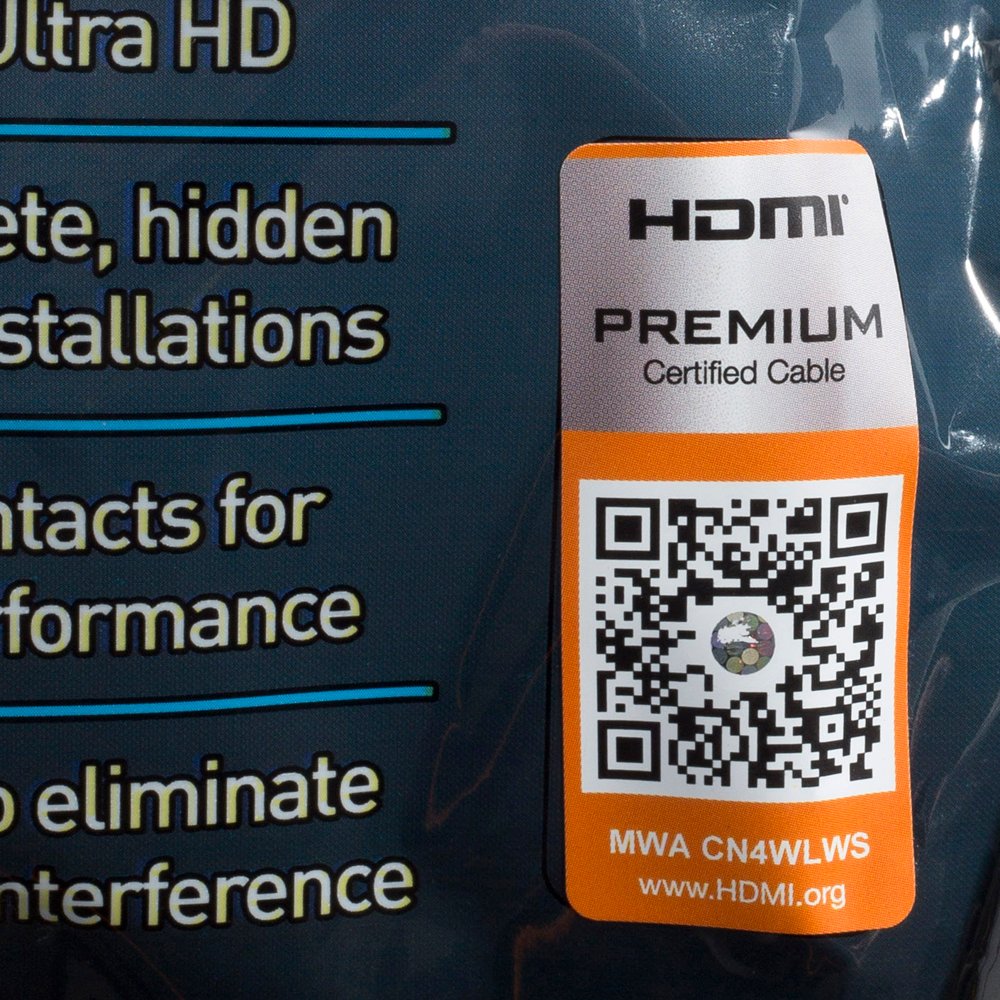 Ultra HD
ete, hidden
stallations
ntacts for
rformance
o eliminate
nterference
HDMI
PREMIUM
Certified Cable
MWA CN4WLWS
www.HDMI.org